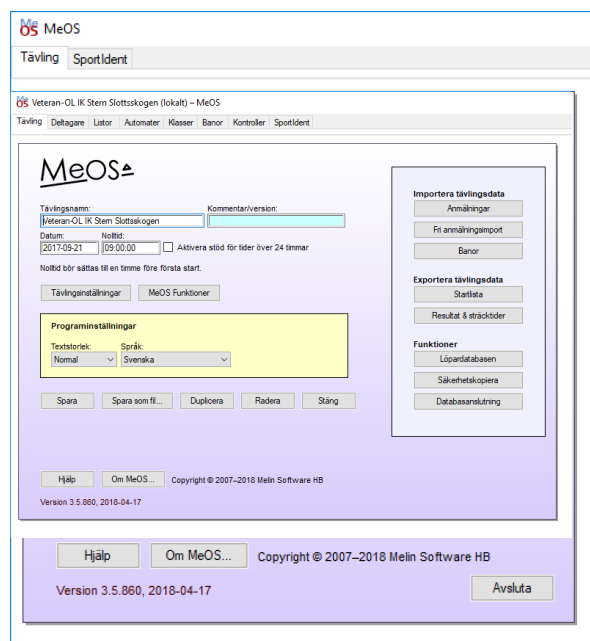 MeOS MeOS
Tävling SportIdent
MeOS Veteran-OL IK Stern Slottsskogen (lokalt) – MeOS
Tävling Deltagare Listor Automater Klasser Banor Kontroller SportIdent
MeOS
Tävlingsnamn: Kommentar/version:
Veteran-OL IK Stern Slottsskogen
Datum: Nolltid:
2017-09-21 09:00:00 Aktivera stöd för tider över 24 timmar
Nolltid bör sättas till en timme före första start.
Tävlingsinställningar MeOS Funktioner
Programinställningar
Textstorlek: Språk:
Normal Svenska
Spara Spara som fil... Duplicera Radera Stäng
Importera tävlingsdata
Anmälningar
Fri anmälningsimport
Banor
Exportera tävlingsdata
Startlista
Resultat & sträcktider
Funktioner
Löpardatabasen
Säkerhetskopiera
Databasanslutning
Hjälp Om MeOS... Copyright © 2007–2018 Melin Software HB
Version 3.5.860, 2018-04-17
Hjälp Om MeOS... Copyright © 2007–2018 Melin Software HB
Version 3.5.860, 2018-04-17 Avsluta